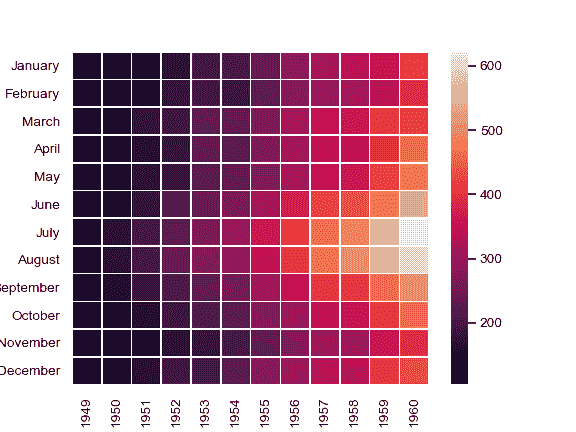 January
February
March
April
May
June
July
August
September
October
November
December
1949
1950
1951
1952
1953
1954
1955
1956
1957
1958
1959
1960
600
500
400
300
200